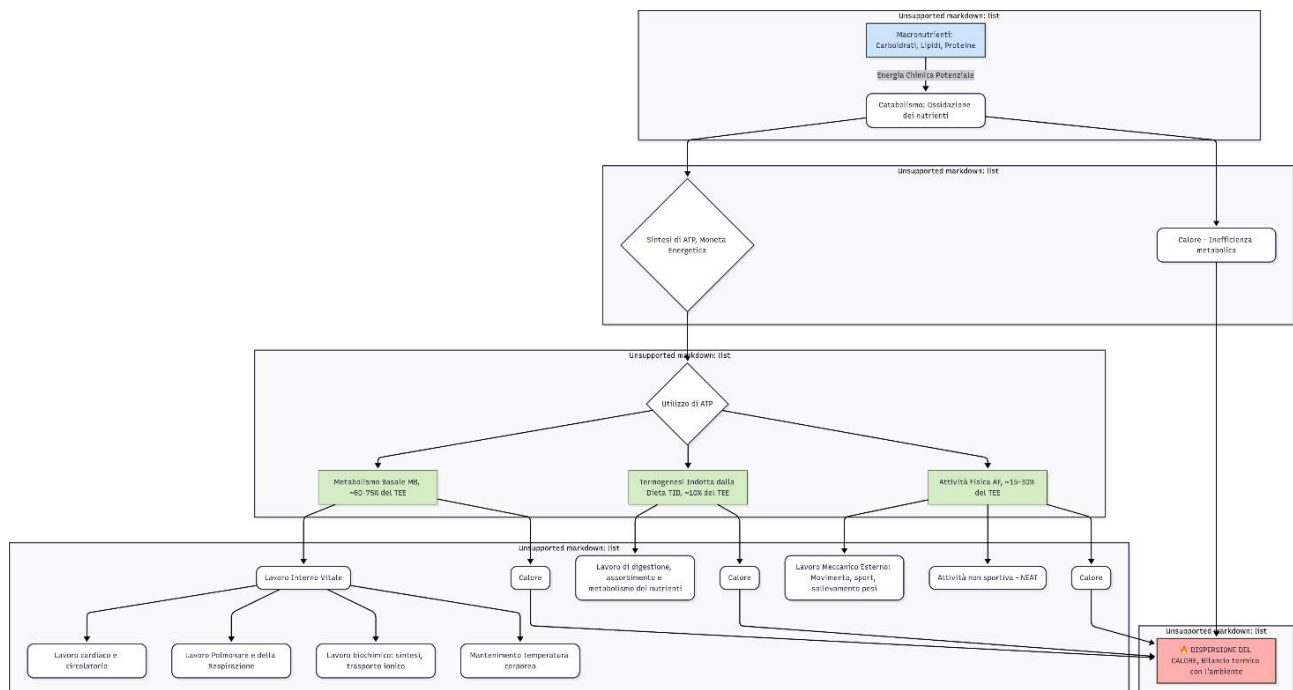 Unsupported markdown: list
Macronutrienti:
Carboidrati, Lipidi, Proteine
Energia Chimica Potenziale
Catabolismo: Ossidazione
dei nutrienti
Unsupported markdown: list
Sintesi di ATP, Moneta
Energetica
Calore - Inefficienza
metabolica
Unsupported markdown: list
Utilizzo di ATP
Metabolismo Basale MB,
~60-75% del TEE
Termogenesi Indotta dalla
Dieta TID, ~10% del TEE
Attività Fisica AF, ~15-30%
del TEE
Unsupported markdown: list
Lavoro Interno Vitale
Calore
Lavoro di digestione,
assorbimento e
metabolismo dei nutrienti
Calore
Lavoro Meccanico Esterno:
Movimento, sport,
sollevamento pesi
Attività non sportiva - NEAT
Calore
Lavoro cardiaco e
circolatorio
Lavoro Polmonare e della
Respirazione
Lavoro biochimico: sintesi,
trasporto ionico
Mantenimento temperatura
corporea
Unsupported markdown: list
🔥 DISPERSIONE DEL
CALORE, Bilancio termico
con l'ambiente